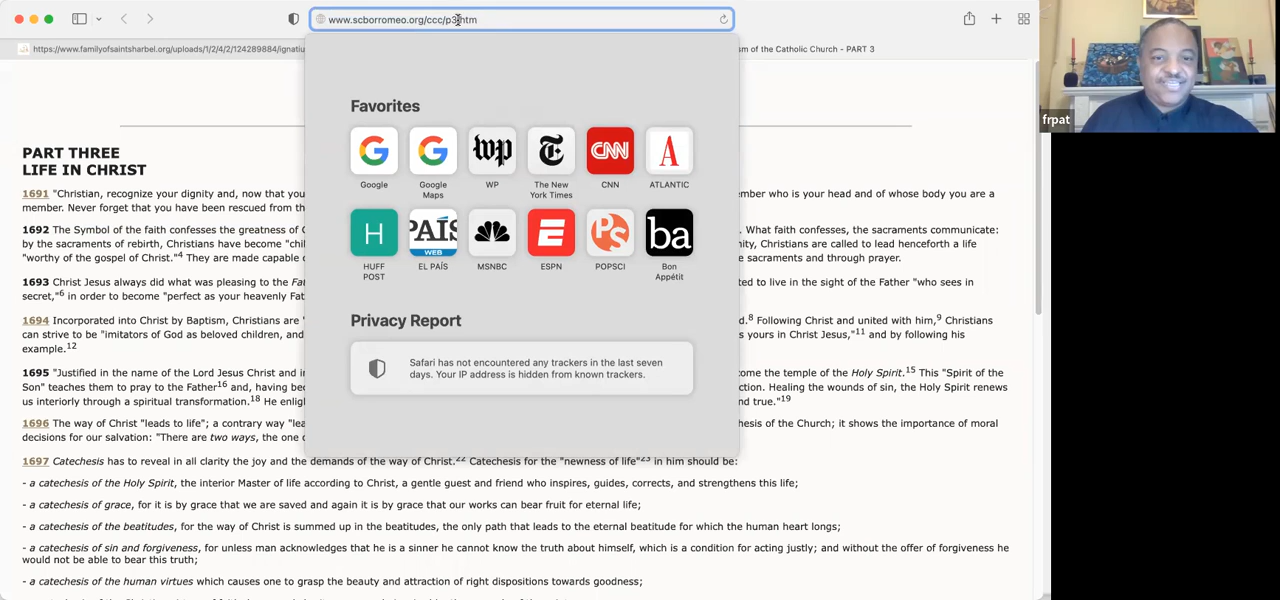 www.scborromeo.org/ccc/p3.htm
https://www.familyofsaintsharbel.org/uploads/1/2/4/2/124289884/ignatiu
sm of the Catholic Church - PART 3
Favorites
Google
Google Maps
WP
The New York Times
CNN
ATLANTIC
HUFF POST
EL PAÍS
MSNBC
ESPN
POPSCI
Bon Appétit
Privacy Report
Safari has not encountered any trackers in the last seven
days. Your IP address is hidden from known trackers.
frpat
PART THREE
LIFE IN CHRIST
1691 "Christian, recognize your dignity and, now that you mber who is your head and of whose body you are a
member. Never forget that you have been rescued from th
1692 The Symbol of the faith confesses the greatness of . What faith confesses, the sacraments communicate:
by the sacraments of rebirth, Christians have become "chil nity, Christians are called to lead henceforth a life
"worthy of the gospel of Christ."4 They are made capable e sacraments and through prayer.
1693 Christ Jesus always did what was pleasing to the Fat ted to live in the sight of the Father "who sees in
secret,"6 in order to become "perfect as your heavenly Fat
1694 Incorporated into Christ by Baptism, Christians are " d.8 Following Christ and united with him,9 Christians
can strive to be "imitators of God as beloved children, and s yours in Christ Jesus,"11 and by following his
example.12
1695 "Justified in the name of the Lord Jesus Christ and in ome the temple of the Holy Spirit.15 This "Spirit of the
Son" teaches them to pray to the Father16 and, having bec ction. Healing the wounds of sin, the Holy Spirit renews
us interiorly through a spiritual transformation.18 He enlig nd true."19
1696 The way of Christ "leads to life"; a contrary way "lea hesis of the Church; it shows the importance of moral
decisions for our salvation: "There are two ways, the one
1697 Catechesis has to reveal in all clarity the joy and the demands of the way of Christ.22 Catechesis for the "newness of life"23 in him should be:
- a catechesis of the Holy Spirit, the interior Master of life according to Christ, a gentle guest and friend who inspires, guides, corrects, and strengthens this life;
- a catechesis of grace, for it is by grace that we are saved and again it is by grace that our works can bear fruit for eternal life;
- a catechesis of the beatitudes, for the way of Christ is summed up in the beatitudes, the only path that leads to the eternal beatitude for which the human heart longs;
- a catechesis of sin and forgiveness, for unless man acknowledges that he is a sinner he cannot know the truth about himself, which is a condition for acting justly; and without the offer of forgiveness he
would not be able to bear this truth;
- a catechesis of the human virtues which causes one to grasp the beauty and attraction of right dispositions towards goodness;